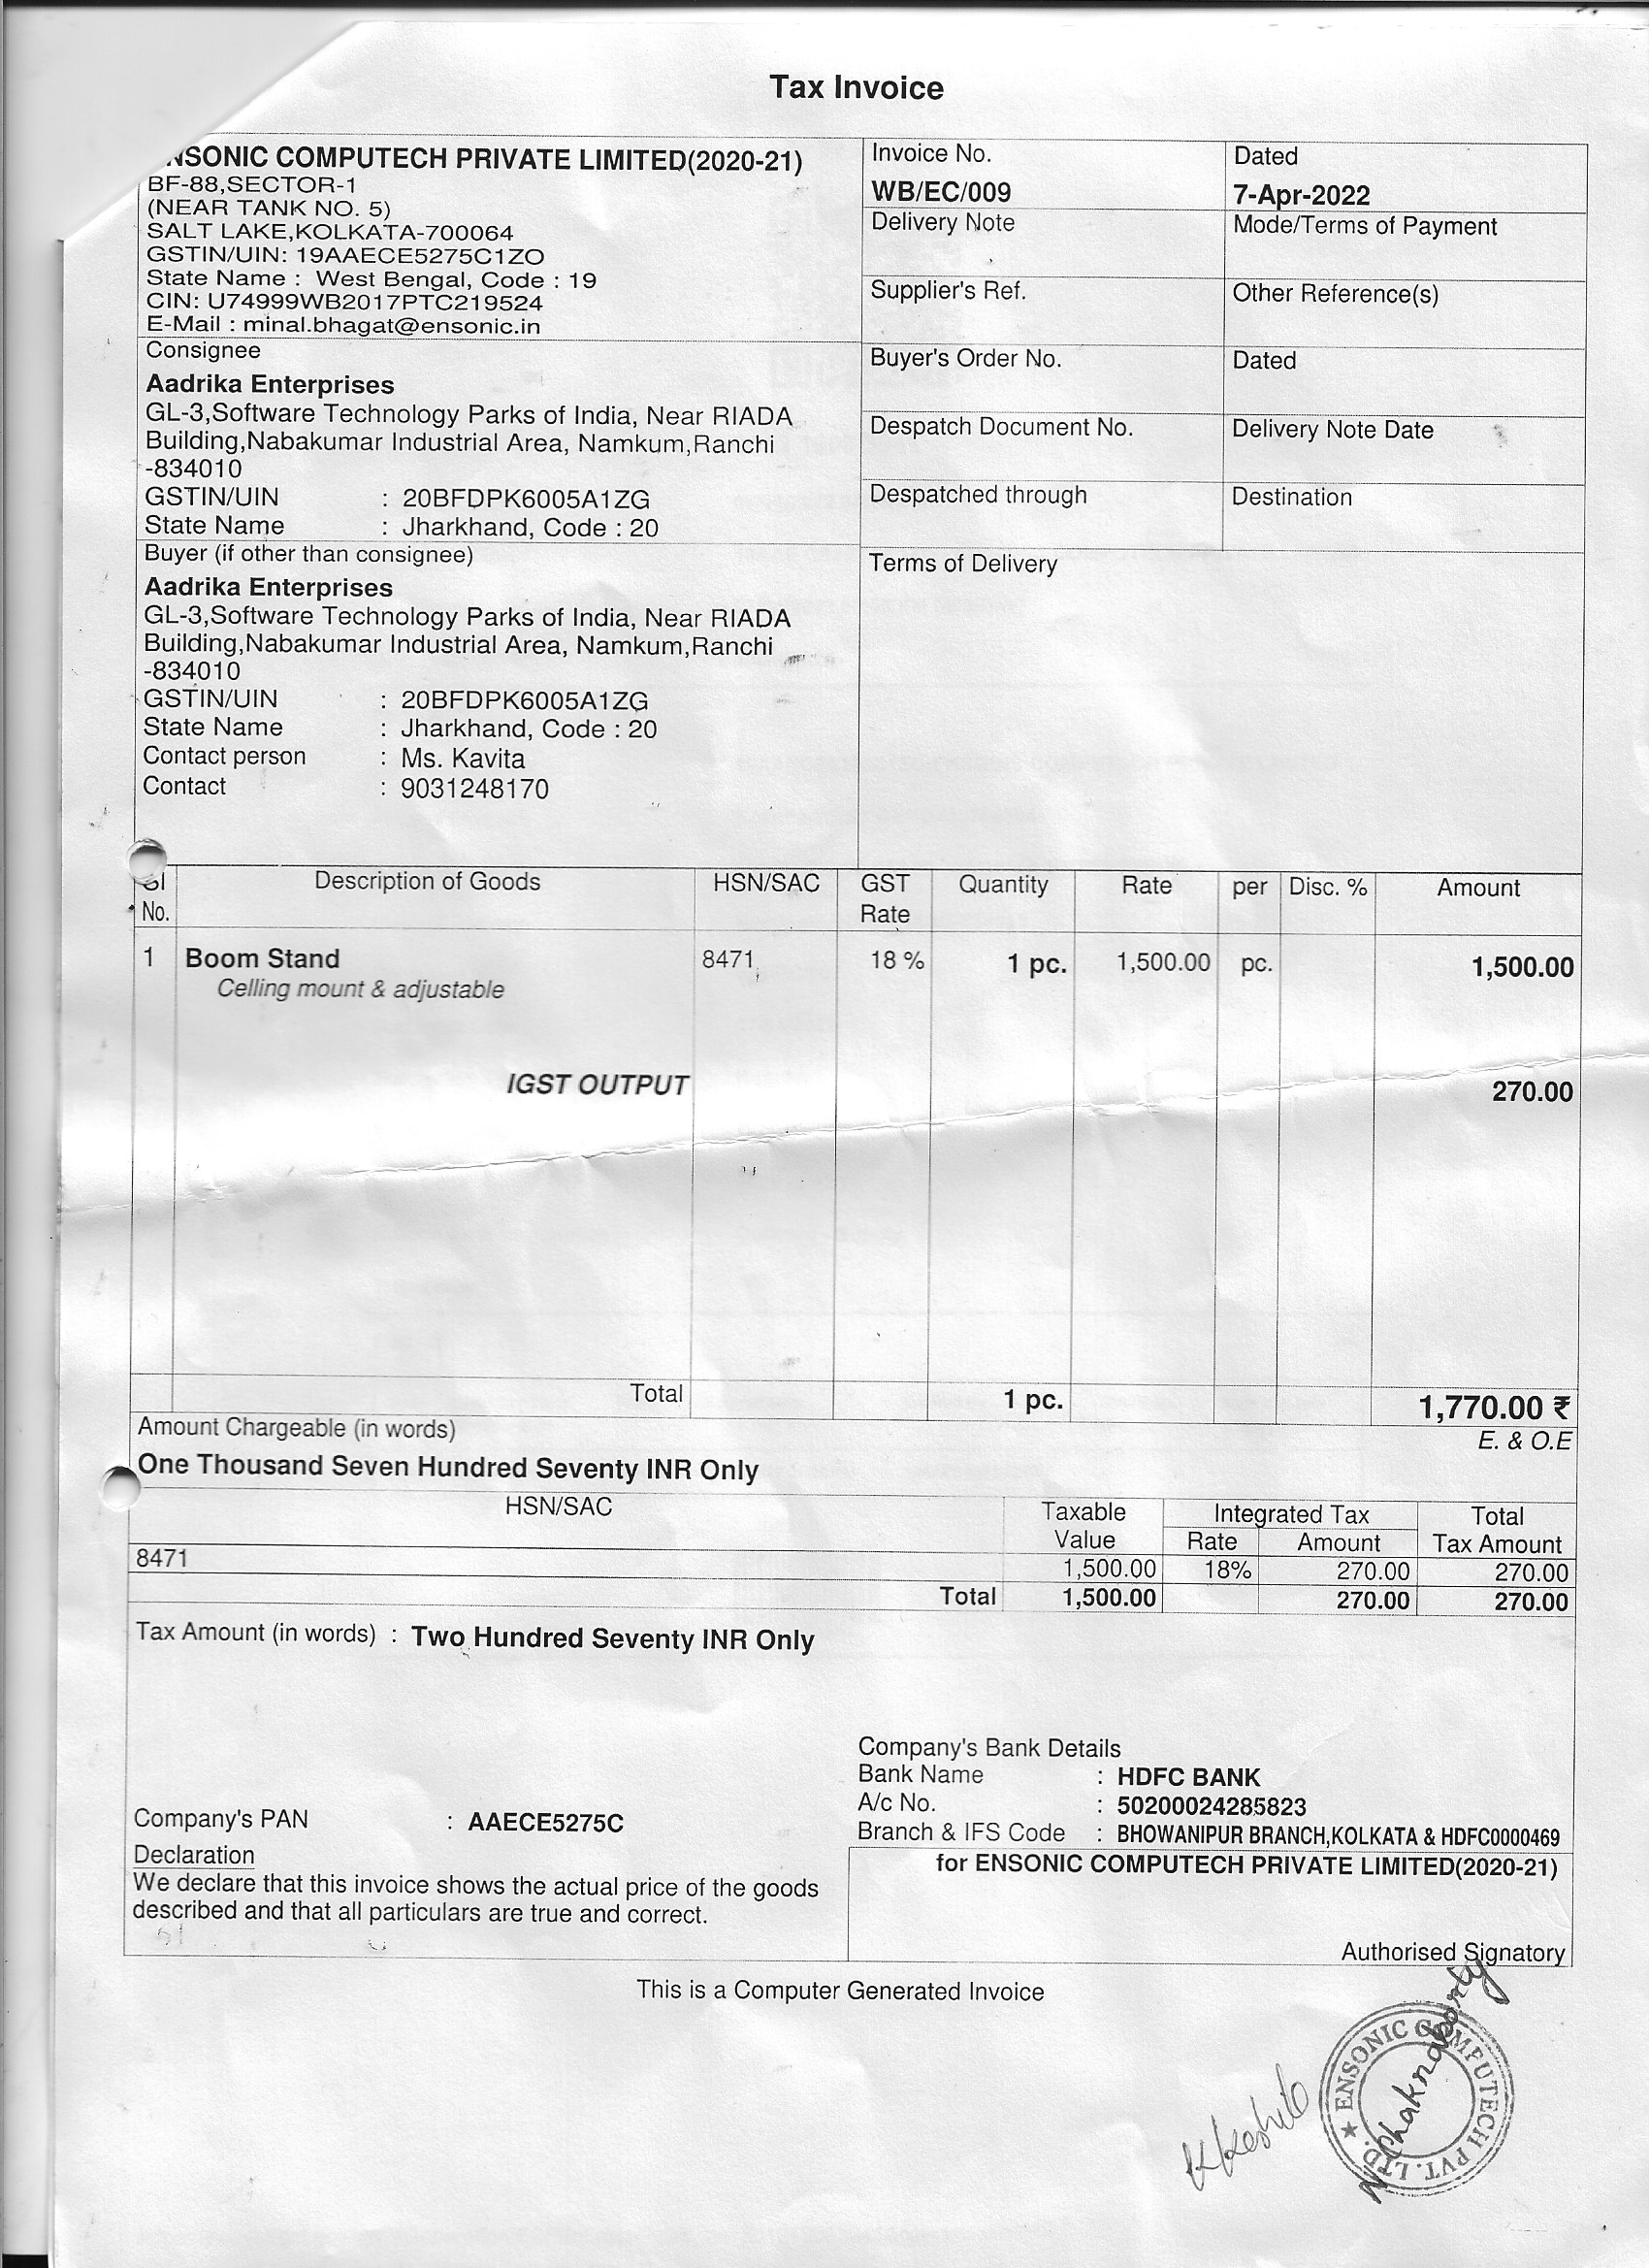 Tax Invoice
NSONIC COMPUTECH PRIVATE LIMITED(2020-21)
BF-88,SECTOR-1
(NEAR TANK NO. 5)
SALT LAKE,KOLKATA-700064
GSTIN/UIN: 19AAECE5275C1ZO
State Name : West Bengal, Code : 19
CIN: U74999WB2017PTC219524
E-Mail : minal.bhagat@ensonic.in
Invoice No.
WB/EC/009
Dated
7-Apr-2022
Delivery Note
Mode/Terms of Payment
Supplier's Ref.
Other Reference(s)
Buyer's Order No.
Dated
Despatch Document No.
Delivery Note Date
Despatched through
Destination
Terms of Delivery
Consignee
Aadrika Enterprises
GL-3,Software Technology Parks of India, Near RIADA
Building,Nabakumar Industrial Area, Namkum,Ranchi
-834010
GSTIN/UIN : 20BFDPK6005A1ZG
State Name : Jharkhand, Code : 20
Buyer (if other than consignee)
Aadrika Enterprises
GL-3,Software Technology Parks of India, Near RIADA
Building,Nabakumar Industrial Area, Namkum,Ranchi
-834010
GSTIN/UIN : 20BFDPK6005A1ZG
State Name : Jharkhand, Code : 20
Contact person : Ms. Kavita
Contact : 9031248170
Sl No. Description of Goods HSN/SAC GST Rate Quantity Rate per Disc. % Amount
1 Boom Stand 8471 18 % 1 pc. 1,500.00 pc. 1,500.00
Celling mount & adjustable
IGST OUTPUT 270.00
Total 1 pc. 1,770.00 ₹
Amount Chargeable (in words) E. & O.E
One Thousand Seven Hundred Seventy INR Only
HSN/SAC Taxable Value Integrated Tax Total Tax Amount
Rate Amount
8471 1,500.00 18% 270.00 270.00
Total 1,500.00 270.00 270.00
Tax Amount (in words) : Two Hundred Seventy INR Only
Company's Bank Details
Bank Name : HDFC BANK
A/c No. : 50200024285823
Branch & IFS Code : BHOWANIPUR BRANCH,KOLKATA & HDFC0000469
Company's PAN : AAECE5275C
Declaration
We declare that this invoice shows the actual price of the goods
described and that all particulars are true and correct.
for ENSONIC COMPUTECH PRIVATE LIMITED(2020-21)
Authorised Signatory
This is a Computer Generated Invoice
★ ENSONIC COMPUTECH PVT. LTD.